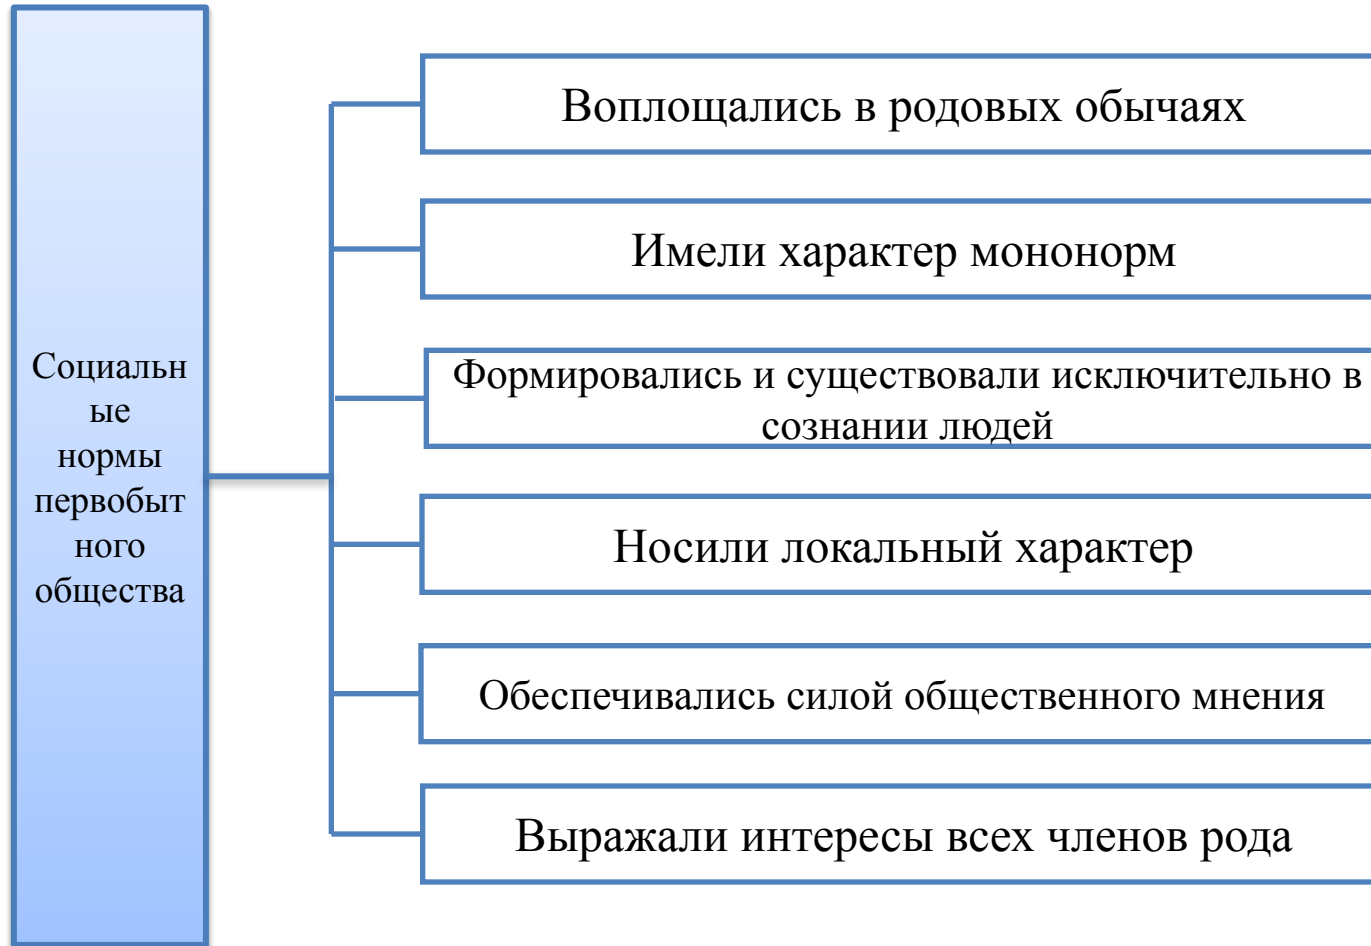 Социальн
ые
нормы
первобыт
ного
общества
Воплощались в родовых обычаях
Имели характер мононорм
Формировались и существовали исключительно в
сознании людей
Носили локальный характер
Обеспечивались силой общественного мнения
Выражали интересы всех членов рода